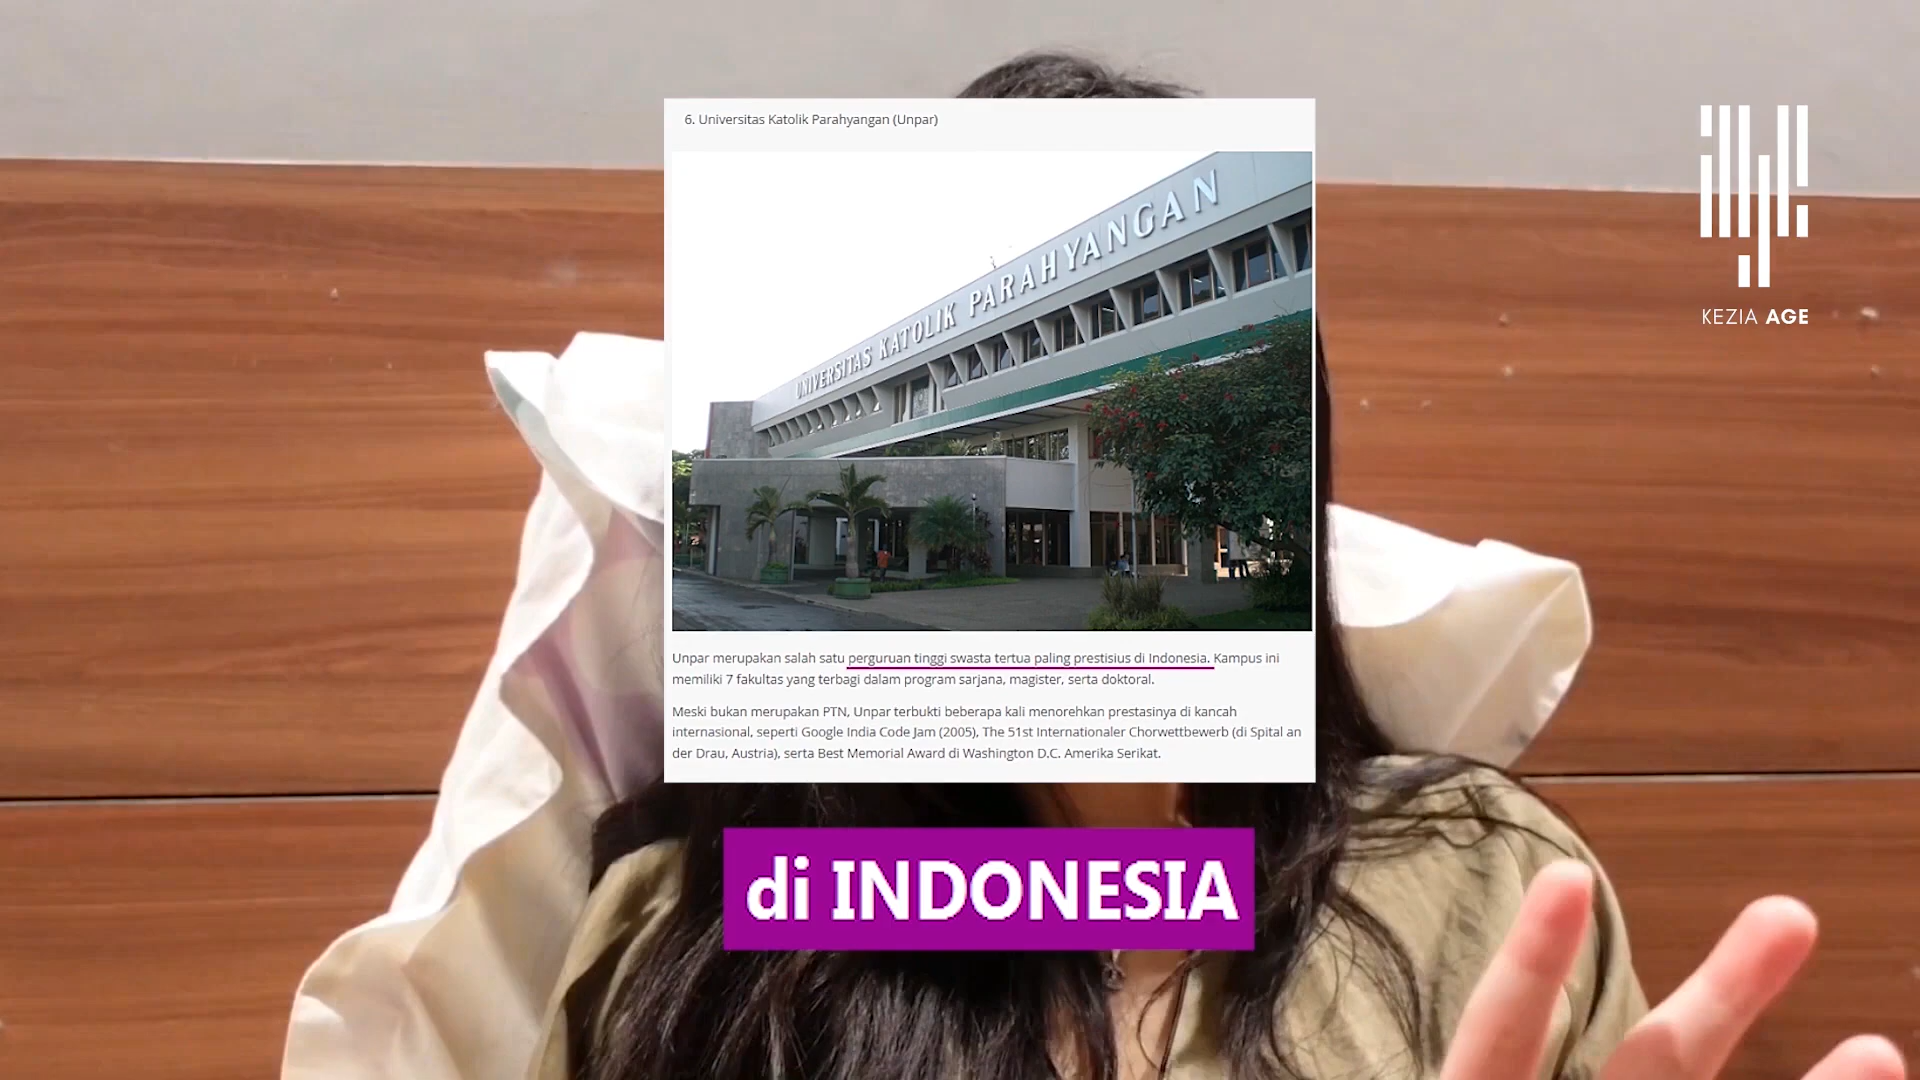 6. Universitas Katolik Parahyangan (Unpar)
UNIVERSITAS KATOLIK PARAHYANGAN
KEZIA AGE
Unpar merupakan salah satu perguruan tinggi swasta tertua paling prestisius di Indonesia. Kampus ini
memiliki 7 fakultas yang terbagi dalam program sarjana, magister, serta doktoral.
Meski bukan merupakan PTN, Unpar terbukti beberapa kali menorehkan prestasinya di kancah
internasional, seperti Google India Code Jam (2005), The 51st Internationaler Chorwettbewerb (di Spital an
der Drau, Austria), serta Best Memorial Award di Washington D.C. Amerika Serikat.
di INDONESIA